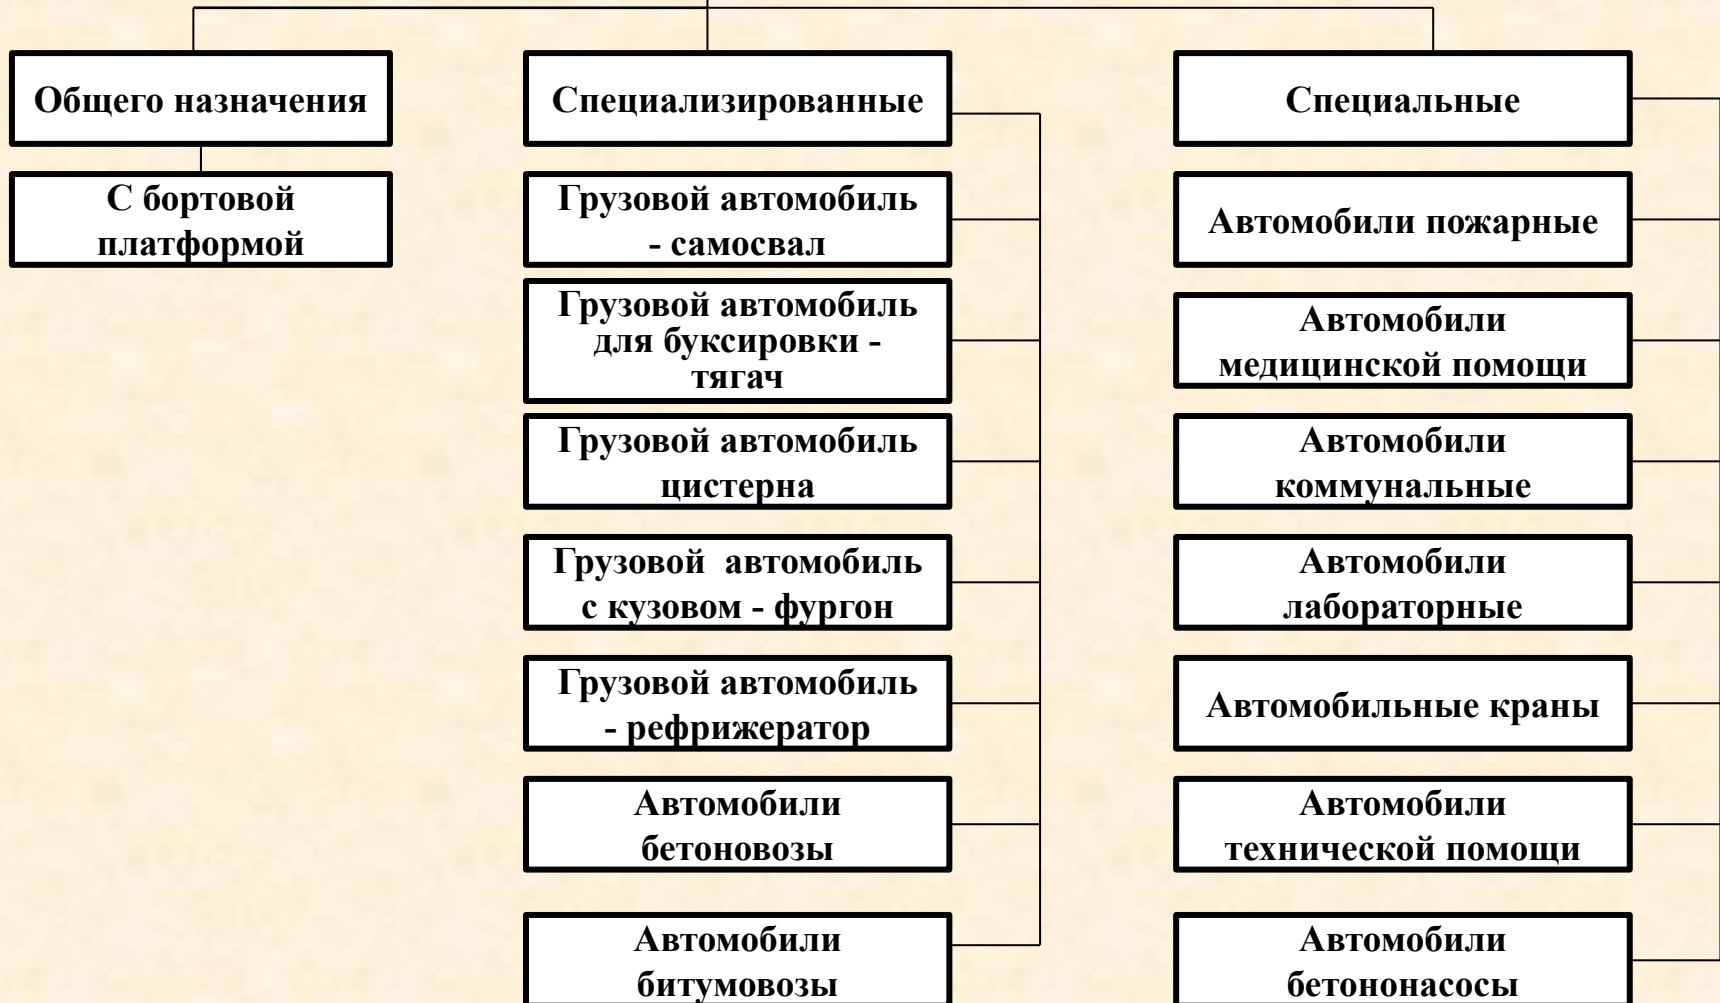 Общего назначения
С бортовой
платформой
Специализированные
Грузовой автомобиль
- самосвал
Грузовой автомобиль
для буксировки -
тягач
Грузовой автомобиль
цистерна
Грузовой автомобиль
с кузовом - фургон
Грузовой автомобиль
- рефрижератор
Автомобили
бетоновозы
Автомобили
битумовозы
Специальные
Автомобили пожарные
Автомобили
медицинской помощи
Автомобили
коммунальные
Автомобили
лабораторные
Автомобильные краны
Автомобили
технической помощи
Автомобили
бетононасосы